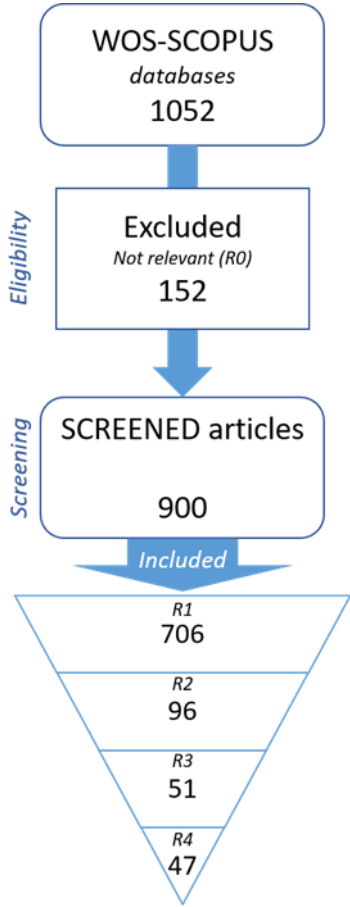 WOS-SCOPUS
databases
1052
Eligibility
Excluded
Not relevant (R0)
152
Screening
SCREENED articles
900
Included
R1
706
R2
96
R3
51
R4
47